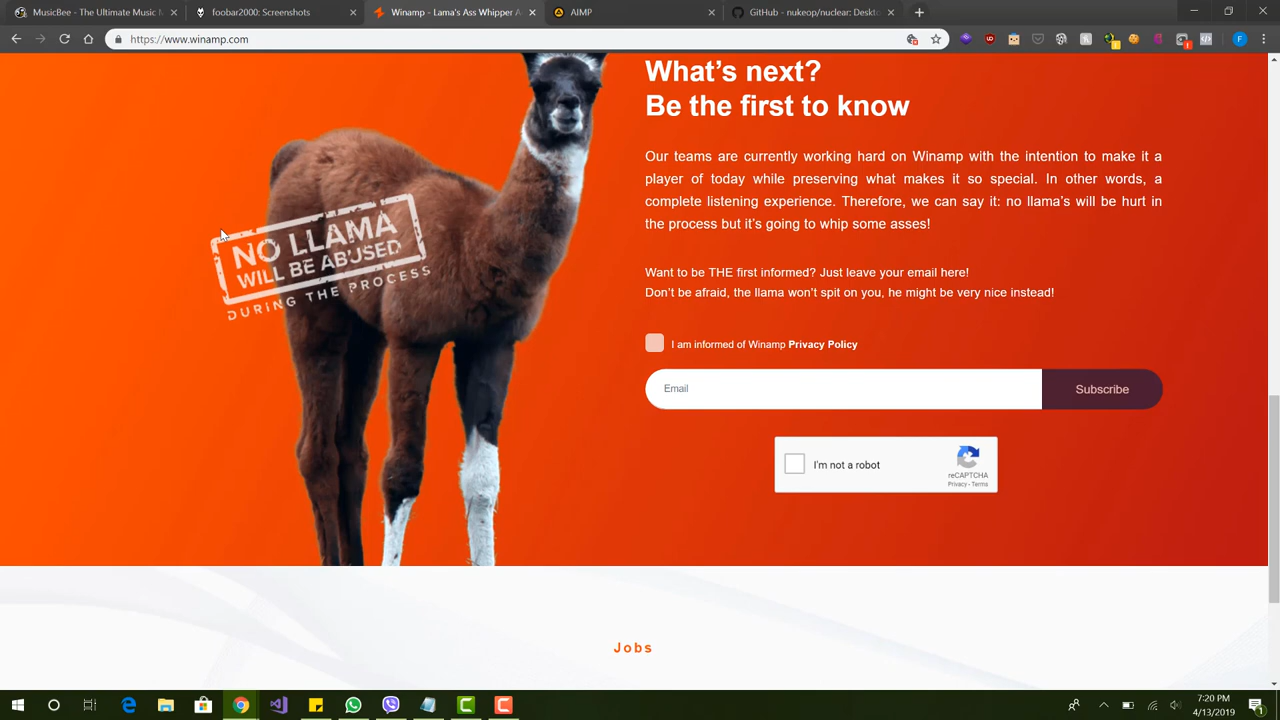 MusicBee - The Ultimate Music M
foobar2000: Screenshots
Winamp - Lama's Ass Whipper A
AIMP
GitHub - nukeop/nuclear: Deskto
https://www.winamp.com
What's next?
Be the first to know
Our teams are currently working hard on Winamp with the intention to make it a
player of today while preserving what makes it so special. In other words, a
complete listening experience. Therefore, we can say it: no llama's will be hurt in
the process but it's going to whip some asses!
NO LLAMA
WILL BE ABUSED
DURING THE PROCESS
Want to be THE first informed? Just leave your email here!
Don't be afraid, the llama won't spit on you, he might be very nice instead!
I am informed of Winamp Privacy Policy
Email
Subscribe
I'm not a robot
reCAPTCHA
Privacy - Terms
Jobs
7:20 PM
4/13/2019